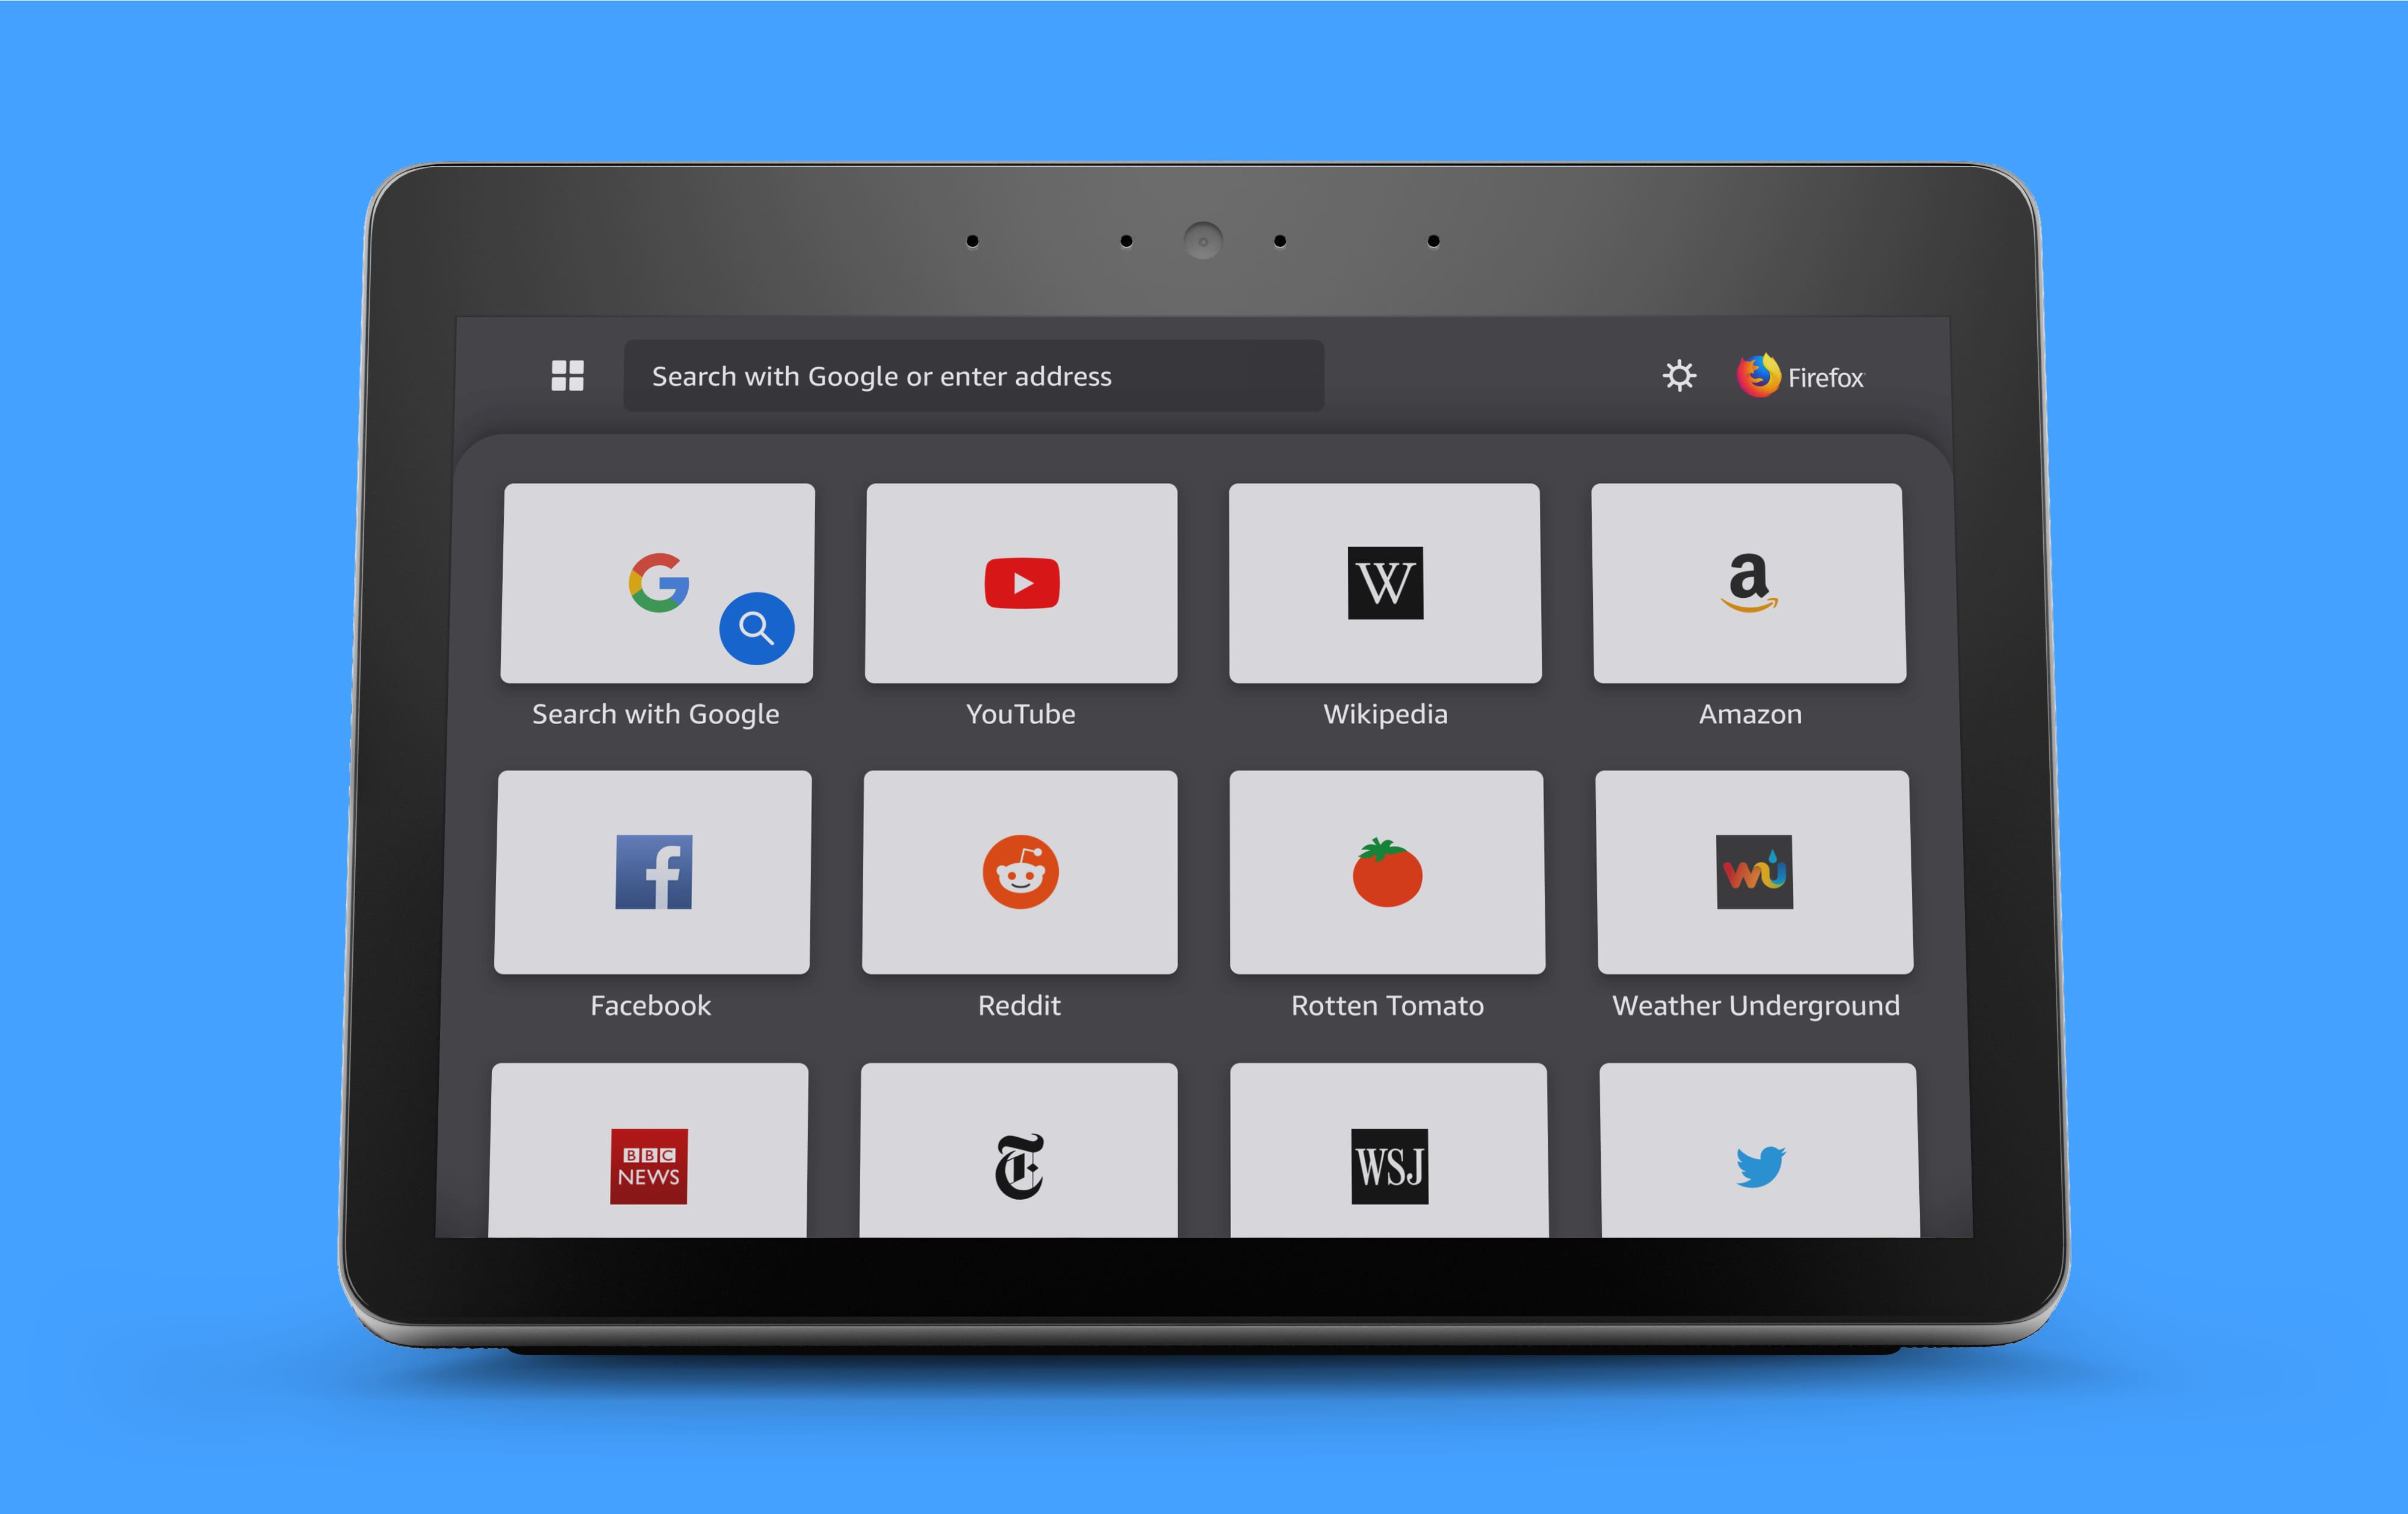 Search with Google or enter address
Firefox
Search with Google
YouTube
W
Wikipedia
a
Amazon
f
Facebook
Reddit
Rotten Tomato
wu
Weather Underground
BBC
NEWS
T
WSJ